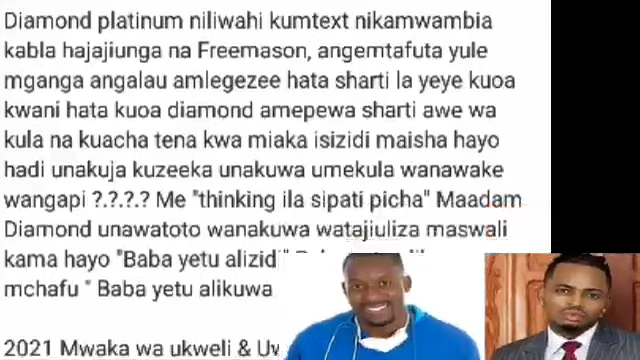 Diamond platinum niliwahi kumtext nikamwambia
kabla hajajiunga na Freemason, angemtafuta yule
mganga angalau amlegezee hata sharti la yeye kuoa
kwani hata kuoa diamond amepewa sharti awe wa
kula na kuacha tena kwa miaka isizidi maisha hayo
hadi unakuja kuzeeka unakuwa umekula wanawake
wangapi ?.?.?.? Me "thinking ila sipati picha" Maadam
Diamond unawatoto wanakuwa watajiuliza maswali
kama hayo "Baba yetu alizidi
mchafu " Baba yetu alikuwa
2021 Mwaka wa ukweli &